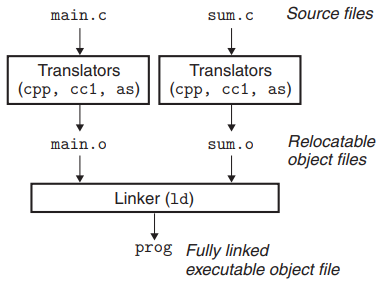 main.c sum.c Source files
Translators Translators
(cpp, cc1, as) (cpp, cc1, as)
main.o sum.o Relocatable
object files
Linker (ld)
prog Fully linked
executable object file